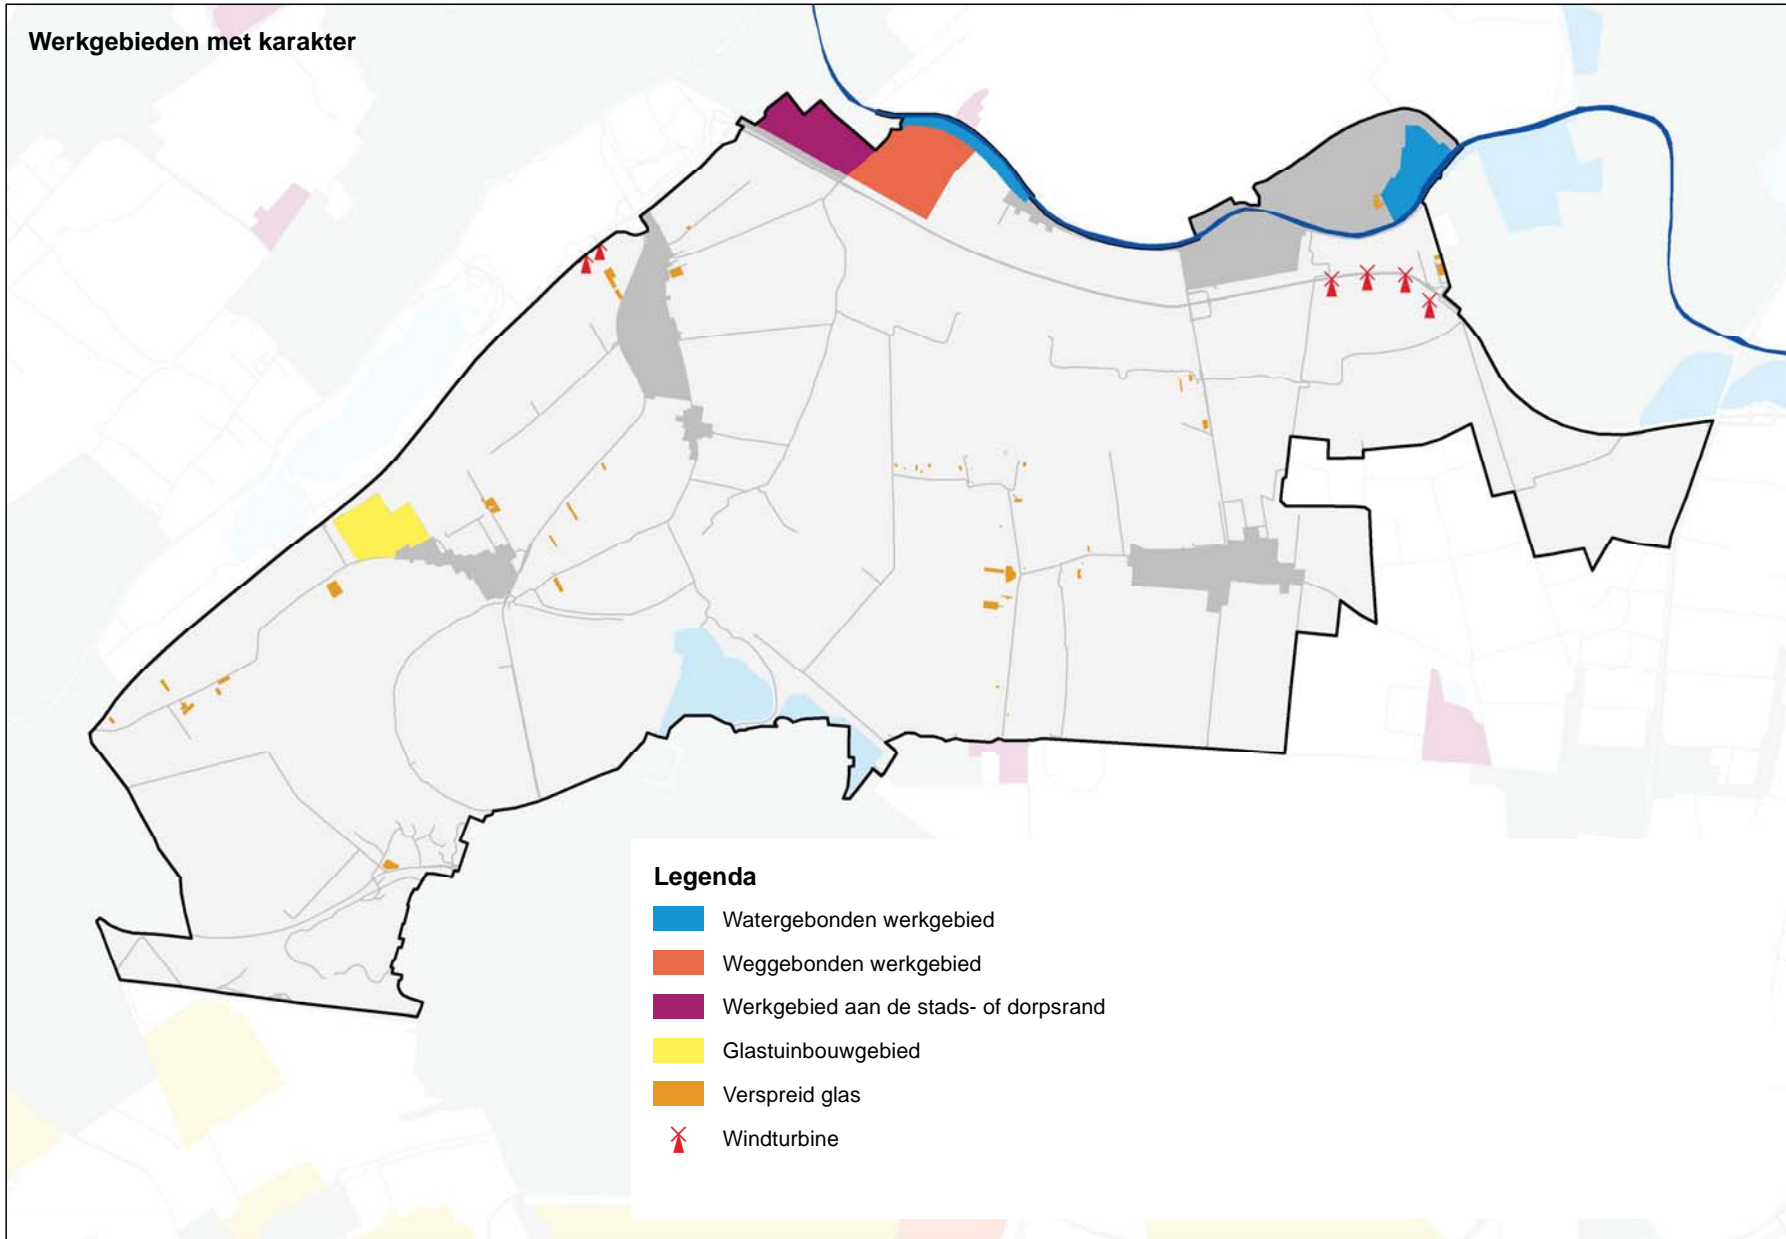 Werkgebieden met karakter
Legenda
Watergebonden werkgebied
Weggebonden werkgebied
Werkgebied aan de stads- of dorpsrand
Glastuinbouwgebied
Verspreid glas
Windturbine